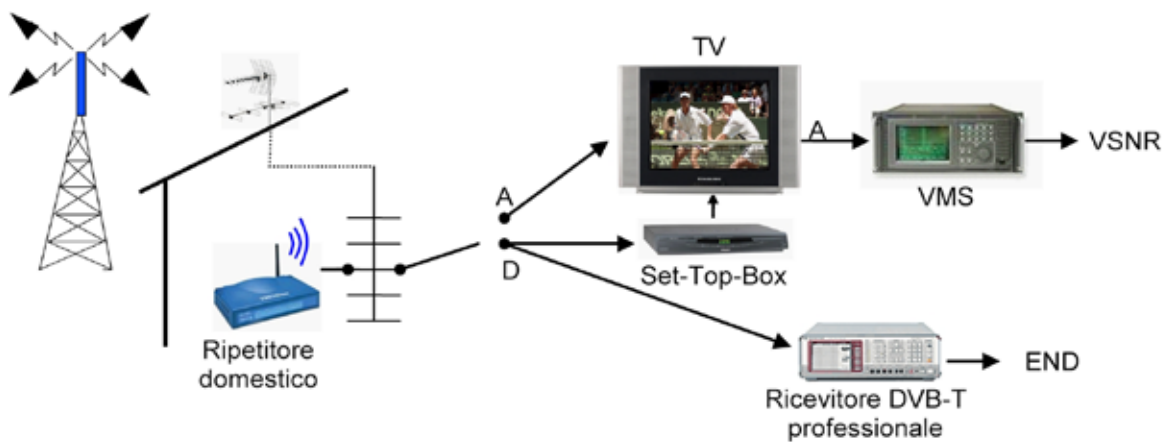 TV
A
VSNR
VMS
A
D
Set-Top-Box
Ripetitore
domestico
END
Ricevitore DVB-T
professionale